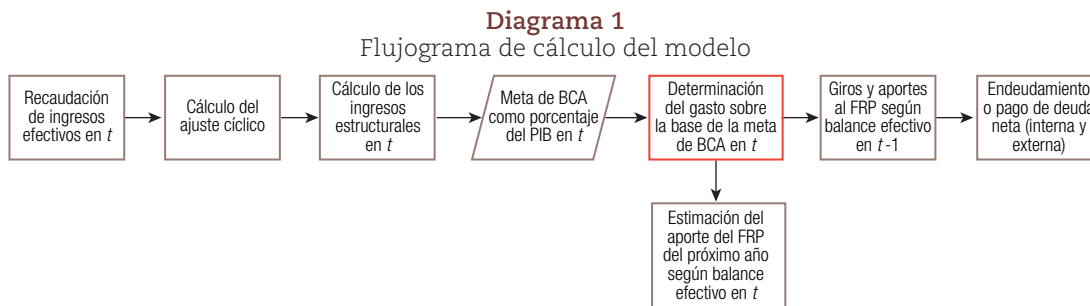 Diagrama 1
Flujograma de cálculo del modelo
Recaudación
de ingresos
efectivos en t
Cálculo del
ajuste cíclico
Cálculo de los
ingresos
estructurales
en t
Meta de BCA
como porcentaje
del PIB en t
Determinación
del gasto sobre
la base de la meta
de BCA en t
Giros y aportes
al FRP según
balance efectivo
en t-1
Endeudamiento
o pago de deuda
neta (interna y
externa)
Estimación del
aporte del FRP
del próximo año
según balance
efectivo en t